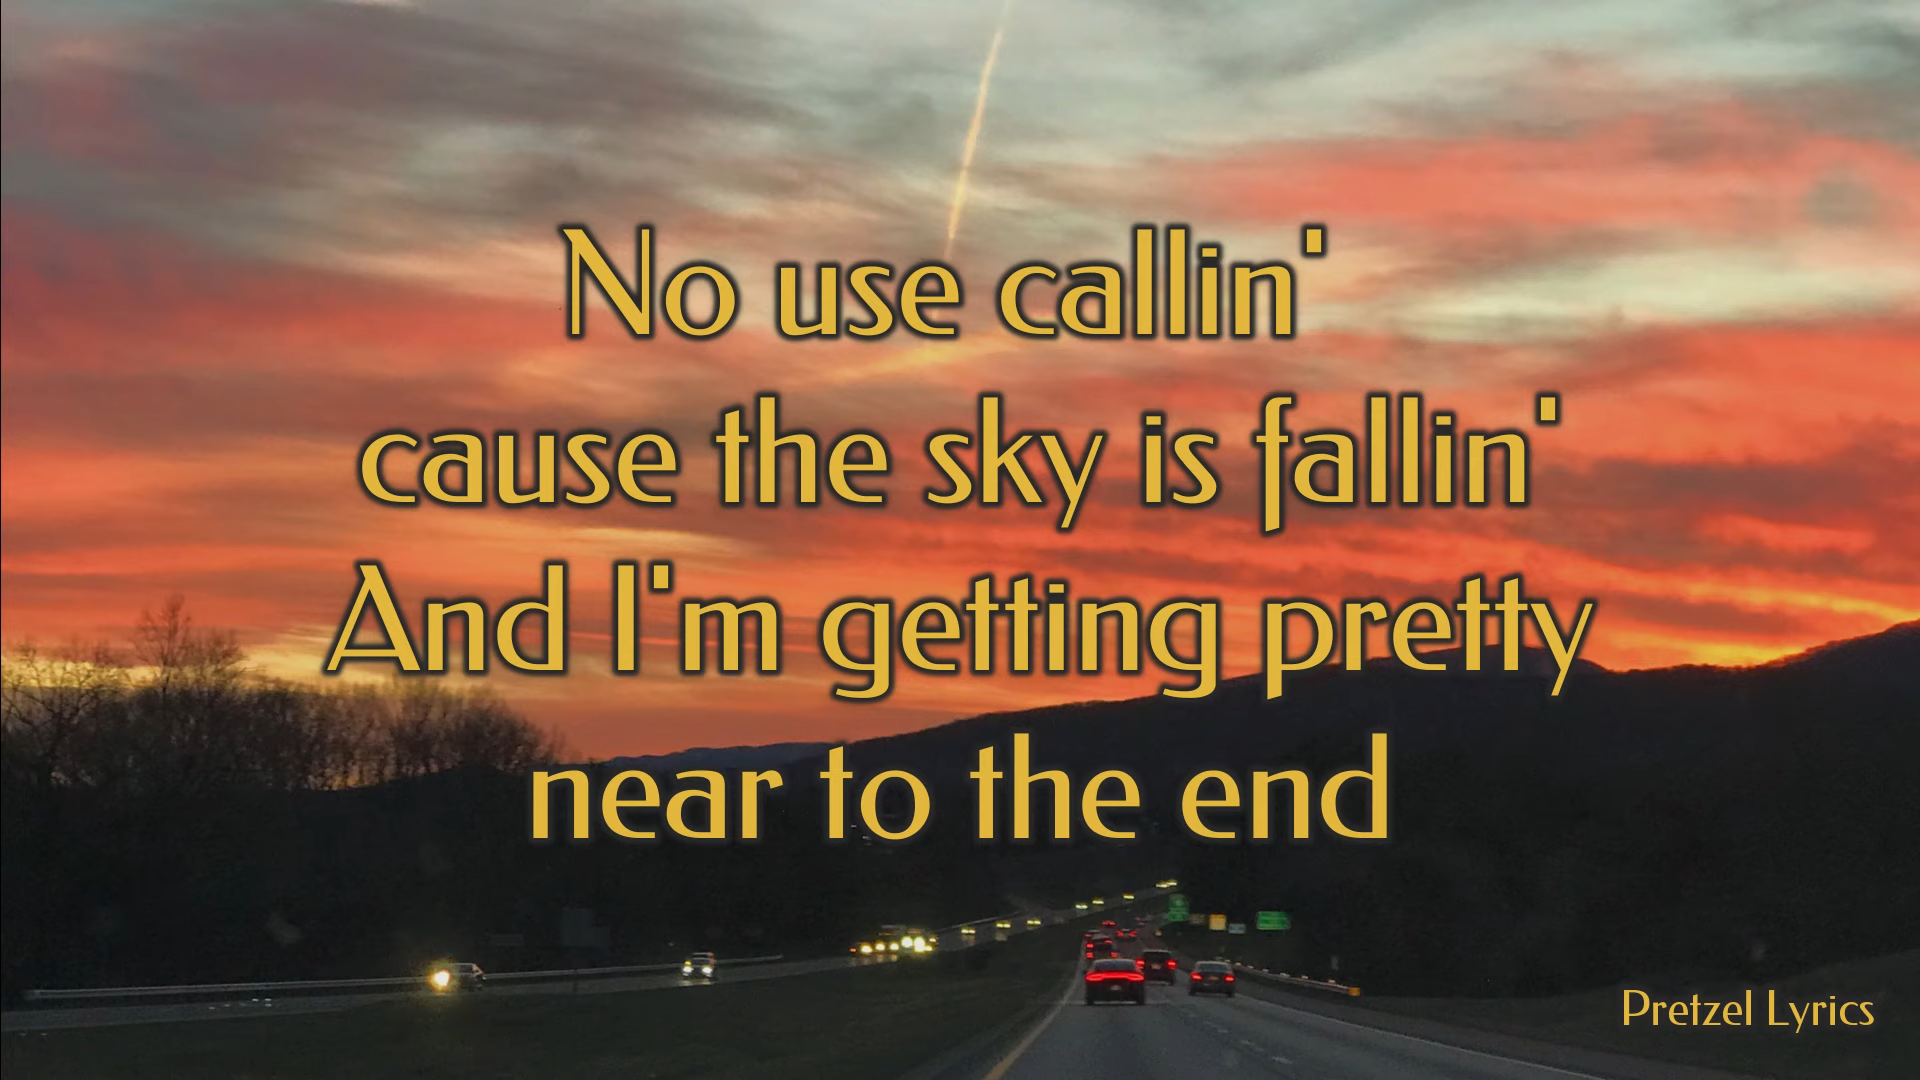 No use callin'
cause the sky is fallin'
And I'm getting pretty
near to the end
Pretzel Lyrics